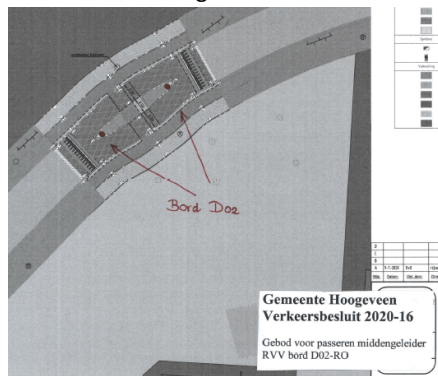 Bord D02
Gemeente Hoogeveen
Verkeersbesluit 2020-16
Gebod voor passeren middengeleider
RVV bord D02-RO